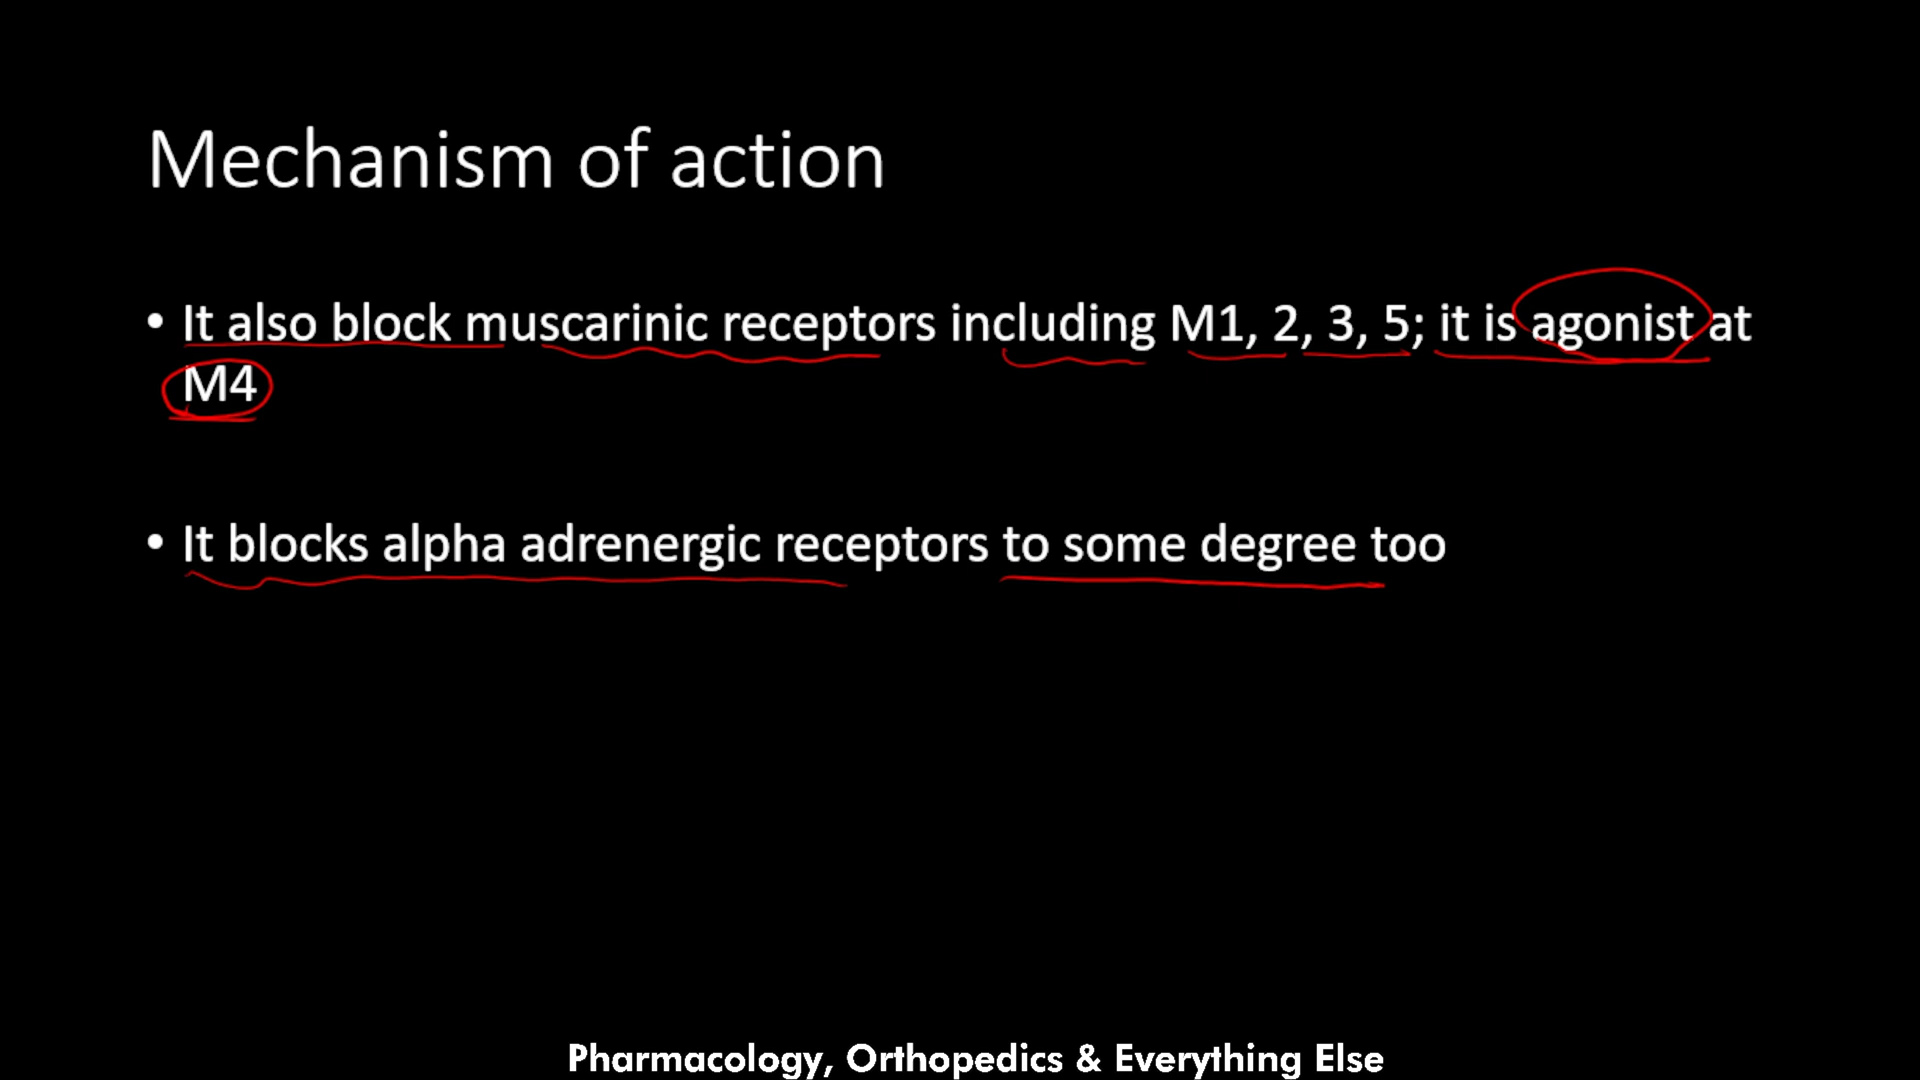 Mechanism of action
• It also block muscarinic receptors including M1, 2, 3, 5; it is agonist at
M4
• It blocks alpha adrenergic receptors to some degree too
Pharmacology, Orthopedics & Everything Else